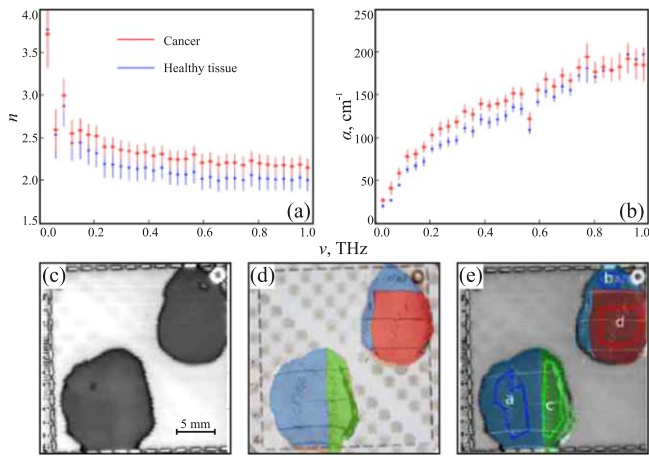 4.0
3.5
3.0
2.5
2.0
1.5
n
Cancer
Healthy tissue
(a)
0.0 0.2 0.4 0.6 0.8 1.0
250
200
150
100
50
0
α, cm⁻¹
(b)
0.0 0.2 0.4 0.6 0.8 1.0
ν, THz
(c)
5 mm
(d)
(e)
b
d
a
c